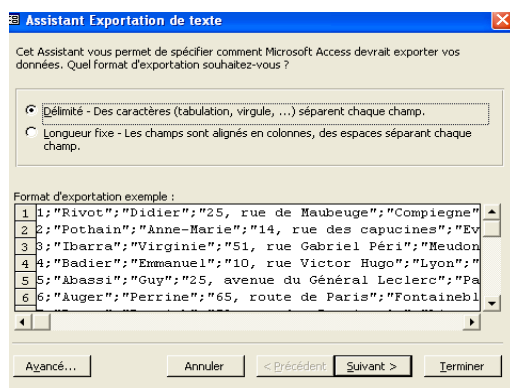 Assistant Exportation de texte
Cet Assistant vous permet de spécifier comment Microsoft Access devrait exporter vos
données. Quel format d'exportation souhaitez-vous ?
Délimité - Des caractères (tabulation, virgule, ...) séparent chaque champ.
Longueur fixe - Les champs sont alignés en colonnes, des espaces séparant chaque
champ.
Format d'exportation exemple :
1 1;"Rivot";"Didier";"25, rue de Maubeuge";"Compiegne"
2 2;"Pothain";"Anne-Marie";"14, rue des capucines";"Ev
3 3;"Ibarra";"Virginie";"51, rue Gabriel Péri";"Meudon
4 4;"Badier";"Emmanuel";"10, rue Victor Hugo";"Lyon";"
5 5;"Abassi";"Guy";"25, avenue du Général Leclerc";"Pa
6 6;"Auger";"Perrine";"65, route de Paris";"Fontainebl
Avancé... Annuler < Précédent Suivant > Terminer